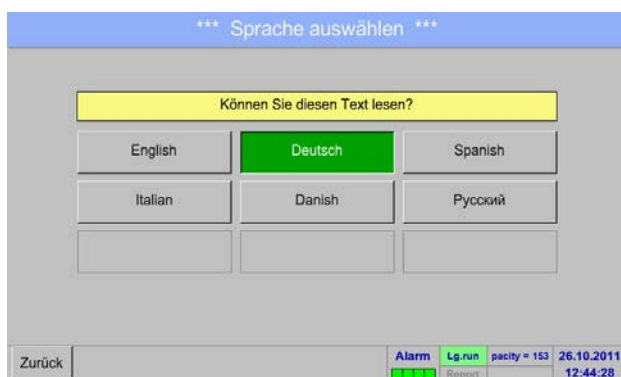 *** Sprache auswählen ***
Können Sie diesen Text lesen?
English Deutsch Spanish
Italian Danish Русский
Zurück
Alarm Lg.run pacity = 153 26.10.2011
Report 12:44:28